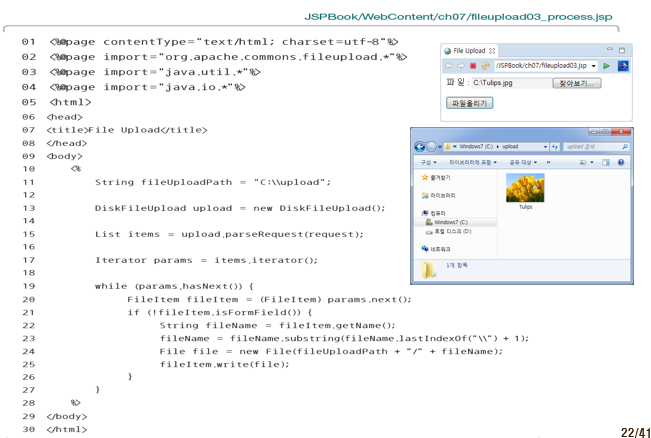 JSPBook/WebContent/ch07/fileupload03_process.jsp
01 <%@page contentType="text/html; charset=utf-8"%>
02 <%@page import="org.apache.commons.fileupload.*"%>
03 <%@page import="java.util.*"%>
04 <%@page import="java.io.*"%>
05 <html>
06 <head>
07 <title>File Upload</title>
08 </head>
09 <body>
10 <%
11 String fileUploadPath = "C:\\upload";
12
13 DiskFileUpload upload = new DiskFileUpload();
14
15 List items = upload.parseRequest(request);
16
17 Iterator params = items.iterator();
18
19 while (params.hasNext()) {
20 FileItem fileItem = (FileItem) params.next();
21 if (!fileItem.isFormField()) {
22 String fileName = fileItem.getName();
23 fileName = fileName.substring(fileName.lastIndexOf("\\") + 1);
24 File file = new File(fileUploadPath + "/" + fileName);
25 fileItem.write(file);
26 }
27 }
28 %>
29 </body>
30 </html>
File Upload
/JSPBook/ch07/fileupload03.jsp
파 일 : C:\Tulips.jpg 찾아보기...
파일올리기
« Windows7 (C:) ▸ upload upload 검색
구성 ▾ 라이브러리에 포함 ▾ 공유 대상 ▾ »
즐겨찾기
라이브러리
컴퓨터
Windows7 (C:)
로컬 디스크 (D:)
네트워크
Tulips
1개 항목
22/41